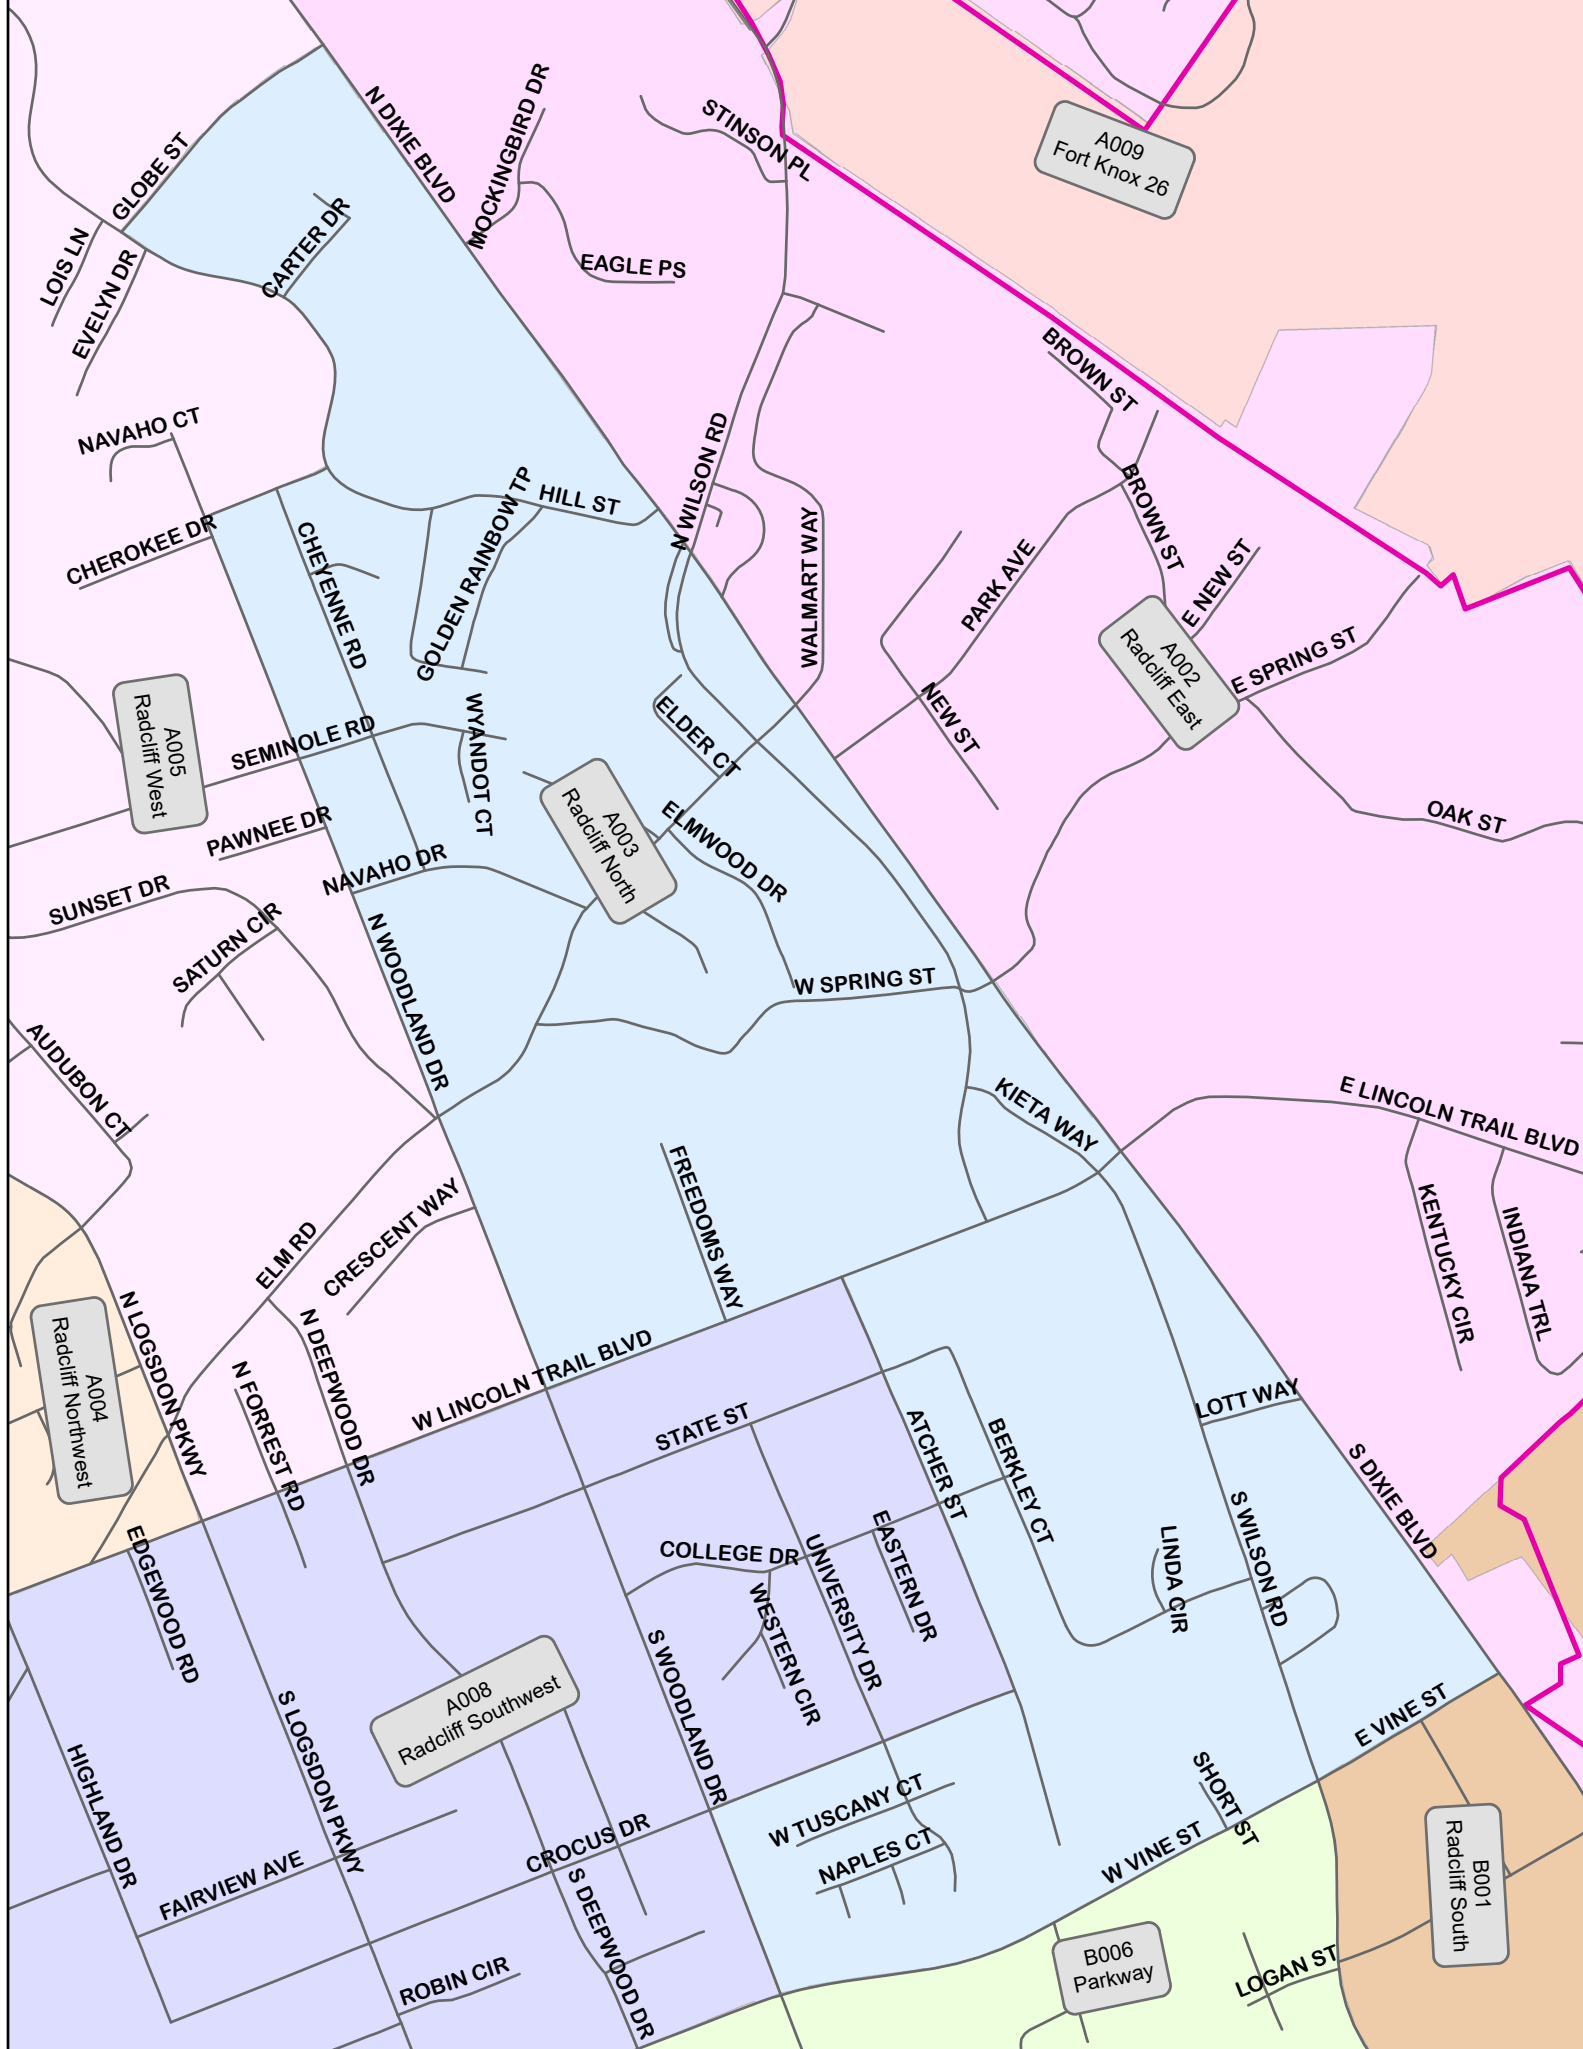 N DIXIE BLVD
MOCKINGBIRD DR
STINSON PL
A009
Fort Knox 26
GLOBE ST
LOIS LN
EVELYN DR
CARTER DR
EAGLE PS
BROWN ST
NAVAHO CT
N WILSON RD
HILL ST
GOLDEN RAINBOW TP
CHEROKEE DR
CHEYENNE RD
WALMART WAY
BROWN ST
PARK AVE
E NEW ST
A002
Radcliff East
E SPRING ST
A005
Radcliff West
SEMINOLE RD
WYANDOT CT
ELDER CT
NEW ST
PAWNEE DR
A003
Radcliff North
ELMWOOD DR
OAK ST
NAVAHO DR
SUNSET DR
SATURN CIR
N WOODLAND DR
W SPRING ST
AUDUBON CT
KIETA WAY
E LINCOLN TRAIL BLVD
FREEDOMS WAY
CRESCENT WAY
ELM RD
KENTUCKY CIR
INDIANA TRL
A004
Radcliff Northwest
N LOGSDON PKWY
N DEEPWOOD DR
N FORREST RD
W LINCOLN TRAIL BLVD
STATE ST
ATCHER ST
BERKLEY CT
LOTT WAY
S DIXIE BLVD
EDGEWOOD RD
COLLEGE DR
UNIVERSITY DR
EASTERN DR
WESTERN CIR
LINDA CIR
S WILSON RD
A008
Radcliff Southwest
S WOODLAND DR
S LOGSDON PKWY
HIGHLAND DR
E VINE ST
SHORT ST
W TUSCANY CT
NAPLES CT
W VINE ST
CROCUS DR
FAIRVIEW AVE
S DEEPWOOD DR
B001
Radcliff South
B006
Parkway
LOGAN ST
ROBIN CIR